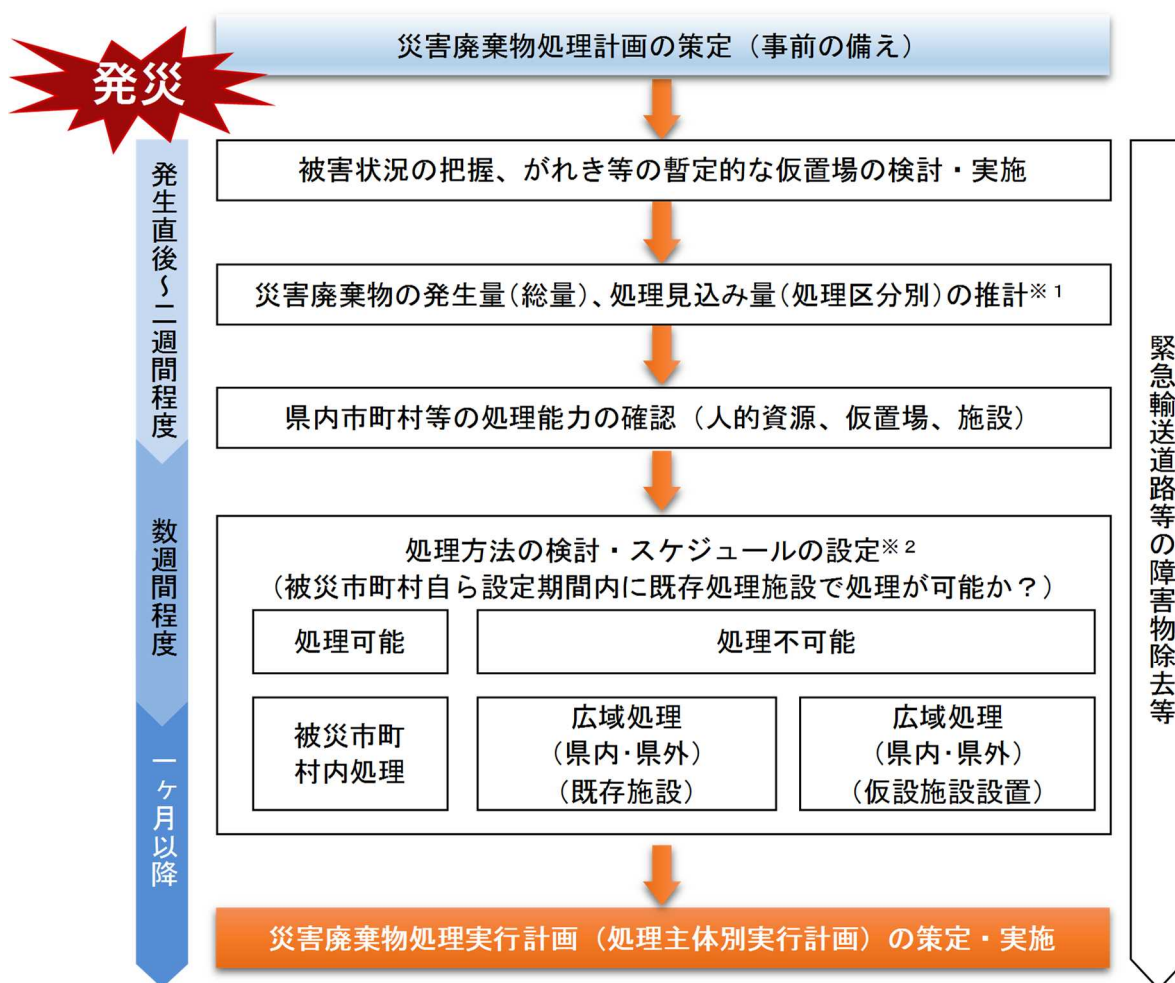 災害廃棄物処理計画の策定（事前の備え）
発災
発生直後～二週間程度
数週間程度
一ヶ月以降
被害状況の把握、がれき等の暫定的な仮置場の検討・実施
災害廃棄物の発生量(総量)、処理見込み量(処理区分別)の推計※１
県内市町村等の処理能力の確認（人的資源、仮置場、施設）
処理方法の検討・スケジュールの設定※２
（被災市町村自ら設定期間内に既存処理施設で処理が可能か？）
処理可能
処理不可能
被災市町
村内処理
広域処理
（県内･県外）
（既存施設）
広域処理
（県内･県外）
（仮設施設設置）
災害廃棄物処理実行計画（処理主体別実行計画）の策定・実施
緊急輸送道路等の障害物除去等